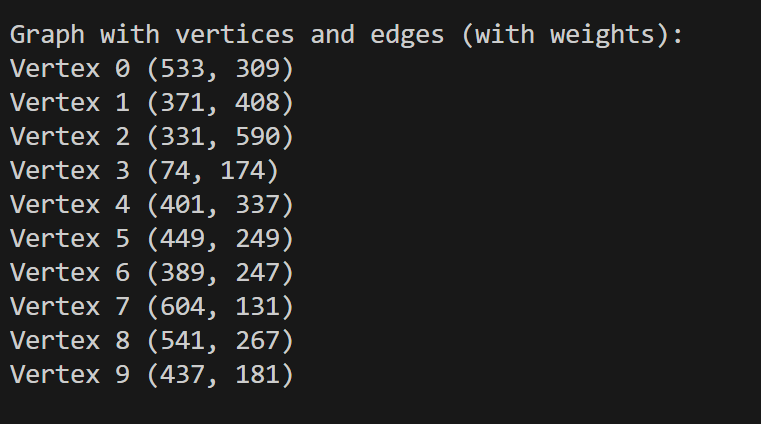 Graph with vertices and edges (with weights):
Vertex 0 (533, 309)
Vertex 1 (371, 408)
Vertex 2 (331, 590)
Vertex 3 (74, 174)
Vertex 4 (401, 337)
Vertex 5 (449, 249)
Vertex 6 (389, 247)
Vertex 7 (604, 131)
Vertex 8 (541, 267)
Vertex 9 (437, 181)